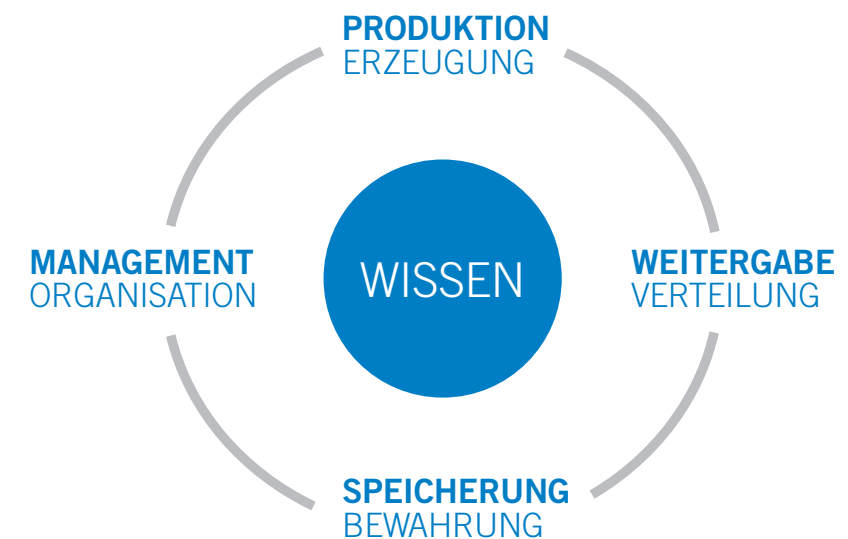 PRODUKTION
ERZEUGUNG
MANAGEMENT
ORGANISATION
WISSEN
WEITERGABE
VERTEILUNG
SPEICHERUNG
BEWAHRUNG